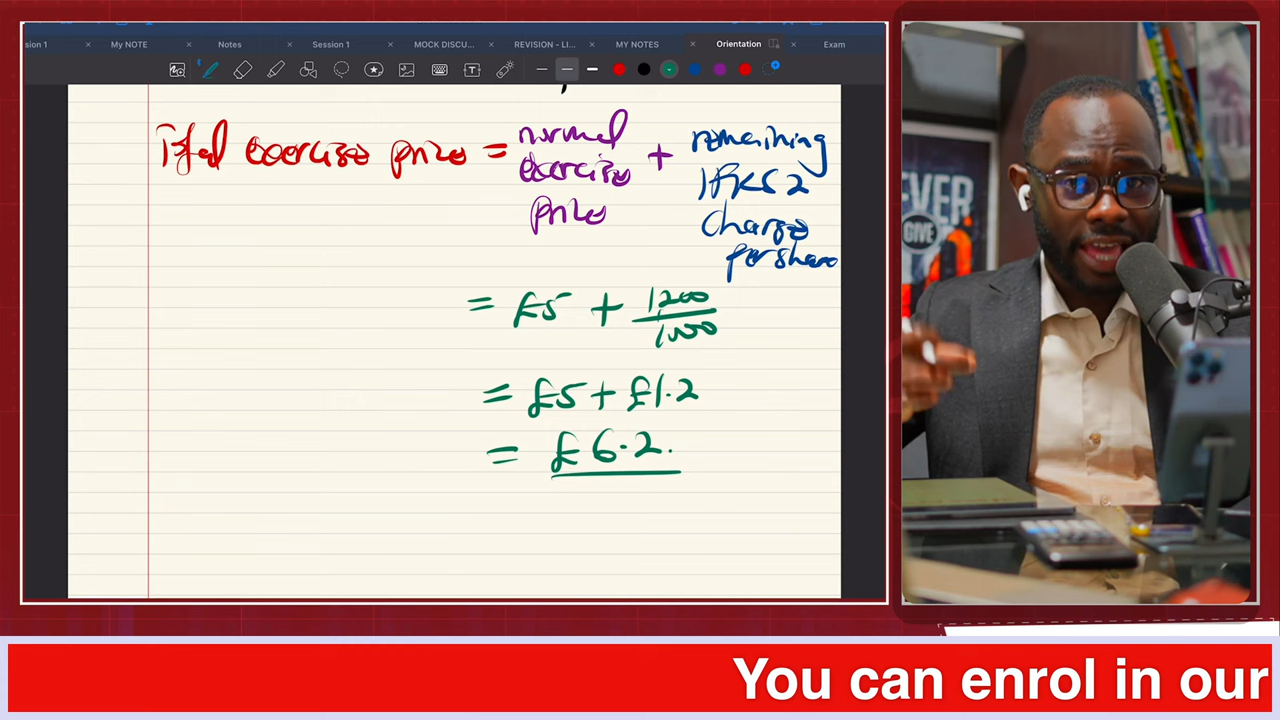 sion 1 × My NOTE × Notes × Session 1 × MOCK DISCU... × REVISION - LI... × MY NOTES × Orientation × Exam
exercise price = normal exercise price + remaining IFRS 2 charge per share
= £5 + 1200/1000
= £5 + £1.2
= £6.2.
EVER
GIVE
You can enrol in our